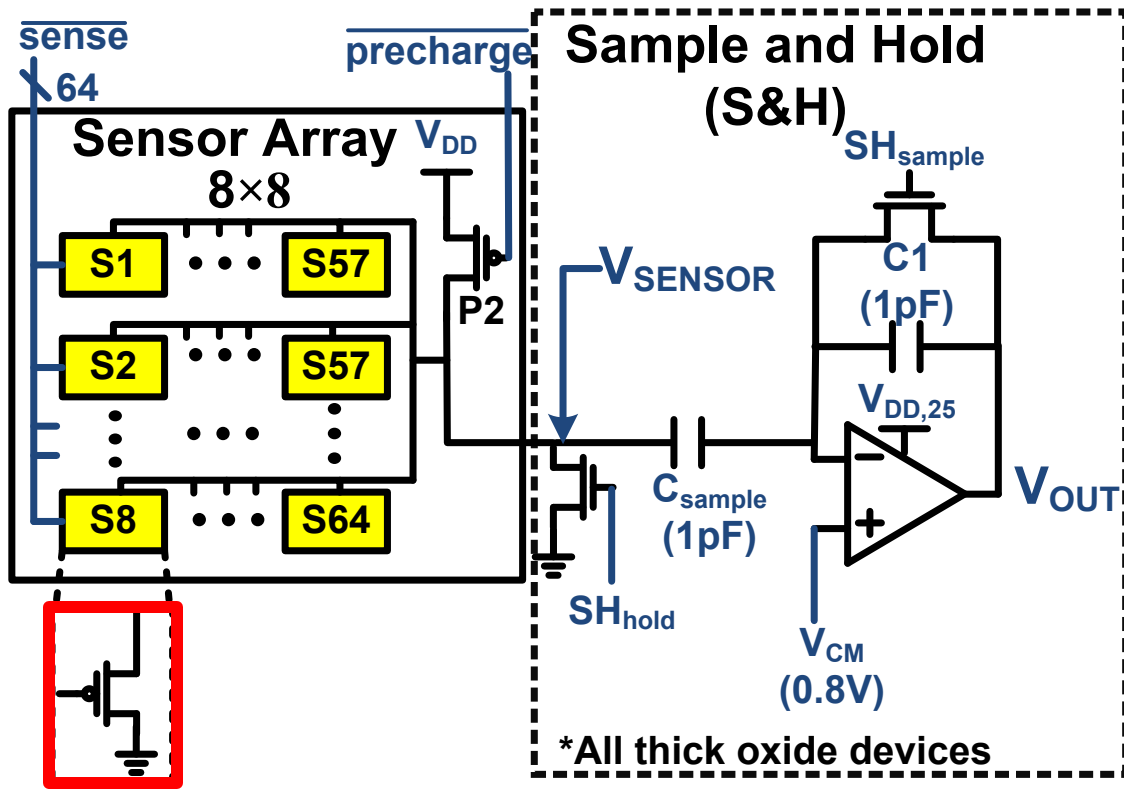 sense
64
precharge
Sample and Hold
(S&H)
Sensor Array
8×8
VDD
SHsample
S1
S57
P2
VSENSOR
C1
(1pF)
S2
S57
VDD,25
Csample
(1pF)
−
+
VOUT
S8
S64
SHhold
VCM
(0.8V)
*All thick oxide devices